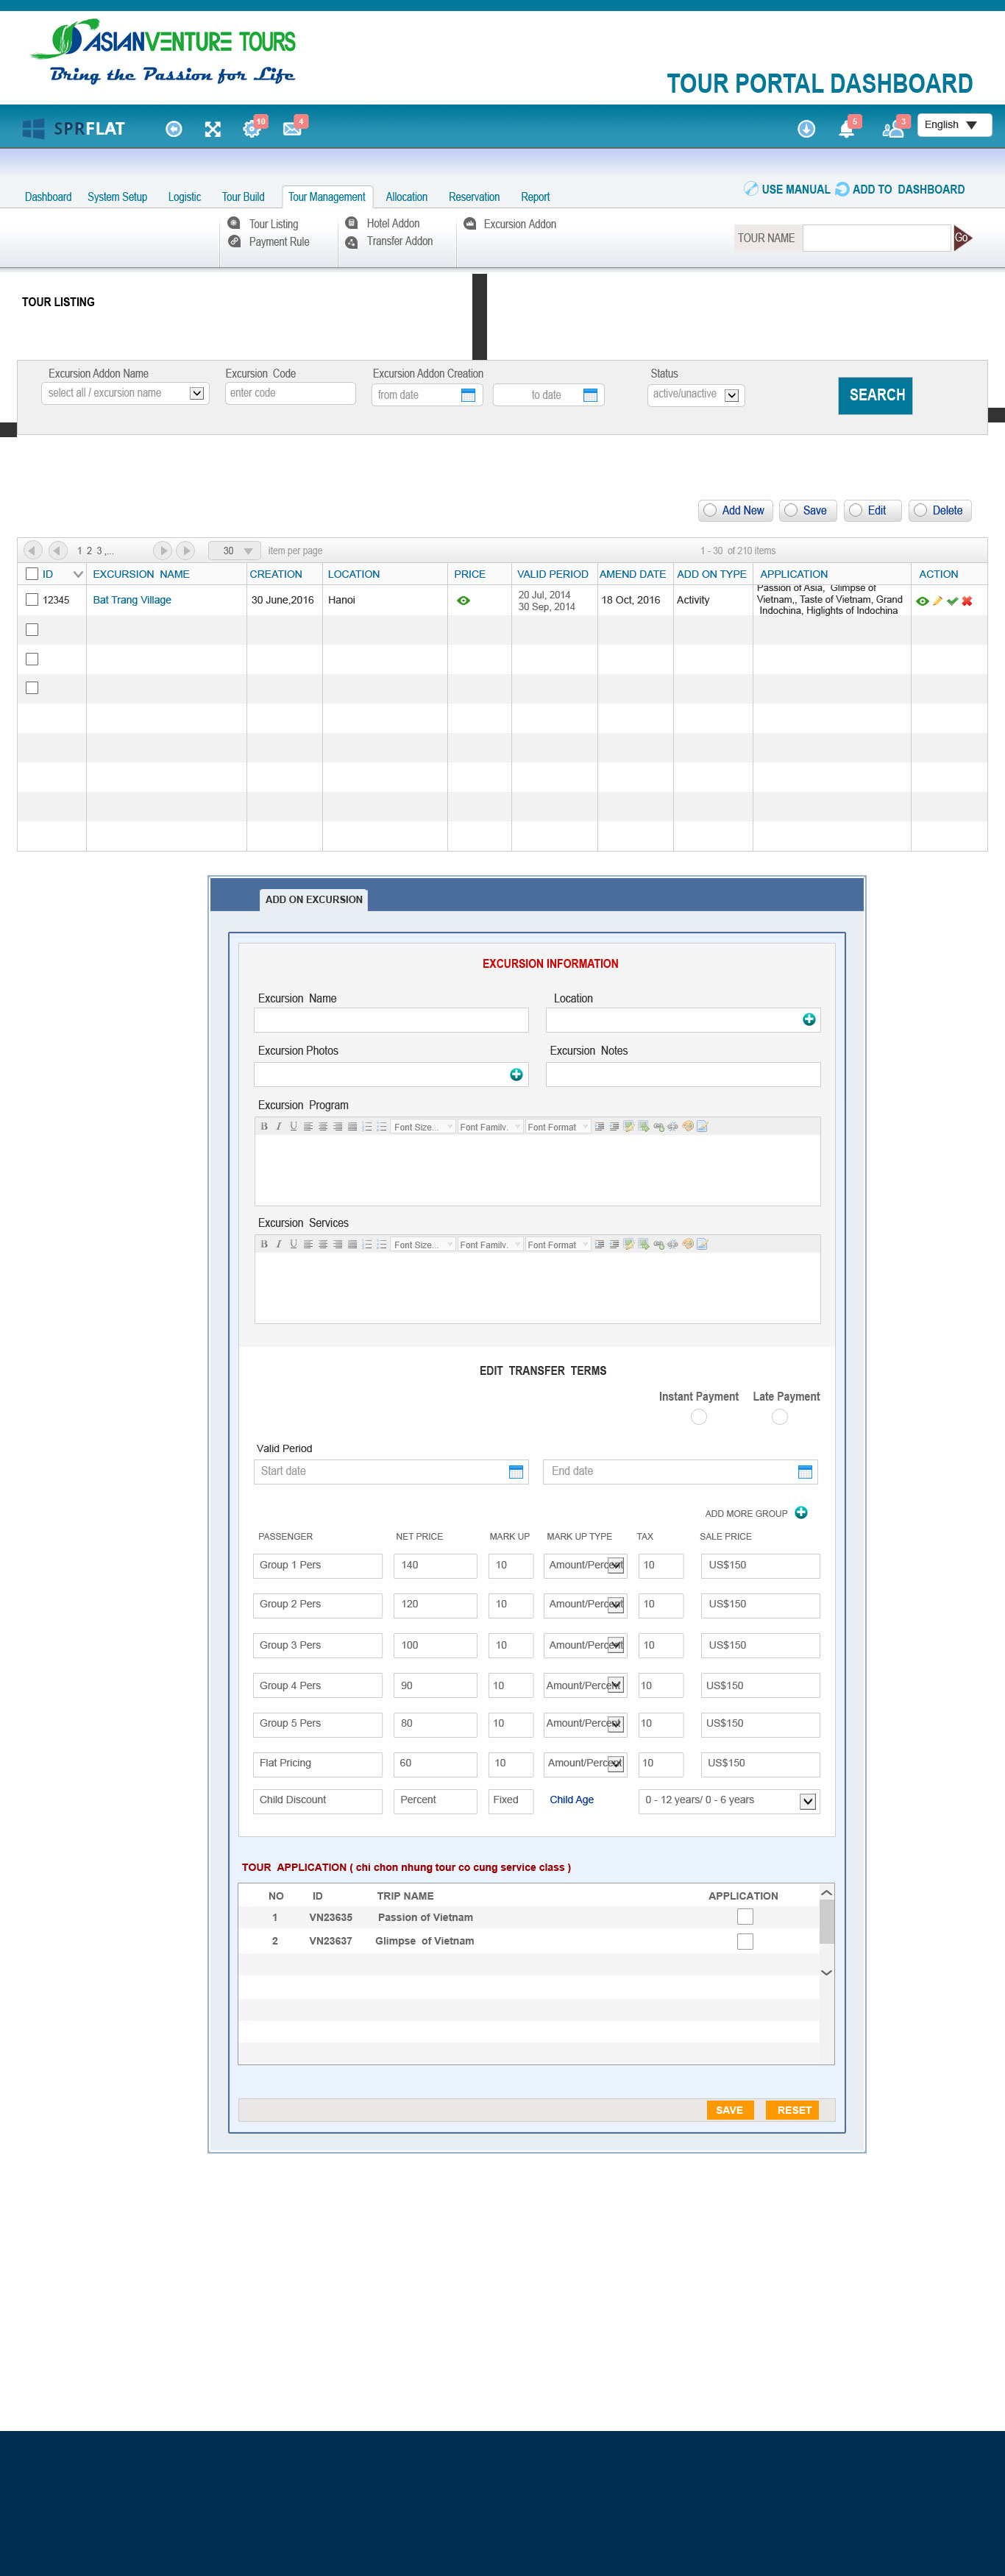 ASIANVENTURE TOURS
Bring the Passion for Life
TOUR PORTAL DASHBOARD
SPRFLAT
10
4
5
3
English
USE MANUAL
ADD TO DASHBOARD
Dashboard
System Setup
Logistic
Tour Build
Tour Management
Allocation
Reservation
Report
Tour Listing
Hotel Addon
Excursion Addon
Payment Rule
Transfer Addon
TOUR NAME
Go
TOUR LISTING
Excursion Addon Name
Excursion Code
Excursion Addon Creation
Status
select all / excursion name
enter code
from date
to date
active/unactive
SEARCH
Add New
Save
Edit
Delete
1 2 3 ,...
30
item per page
1 - 30 of 210 items
ID
EXCURSION NAME
CREATION
LOCATION
PRICE
VALID PERIOD
AMEND DATE
ADD ON TYPE
APPLICATION
ACTION
12345
Bat Trang Village
30 June,2016
Hanoi
20 Jul, 2014
30 Sep, 2014
18 Oct, 2016
Activity
Passion of Asia, Glimpse of
Vietnam,, Taste of Vietnam, Grand
Indochina, Higlights of Indochina
ADD ON EXCURSION
EXCURSION INFORMATION
Excursion Name
Location
Excursion Photos
Excursion Notes
Excursion Program
B I U
Font Size...
Font Family.
Font Format
Excursion Services
B I U
Font Size...
Font Family.
Font Format
EDIT TRANSFER TERMS
Instant Payment
Late Payment
Valid Period
Start date
End date
ADD MORE GROUP
PASSENGER
NET PRICE
MARK UP
MARK UP TYPE
TAX
SALE PRICE
Group 1 Pers
140
10
Amount/Percent
10
US$150
Group 2 Pers
120
10
Amount/Percent
10
US$150
Group 3 Pers
100
10
Amount/Percent
10
US$150
Group 4 Pers
90
10
Amount/Percent
10
US$150
Group 5 Pers
80
10
Amount/Percent
10
US$150
Flat Pricing
60
10
Amount/Percent
10
US$150
Child Discount
Percent
Fixed
Child Age
0 - 12 years/ 0 - 6 years
TOUR APPLICATION ( chi chon nhung tour co cung service class )
NO
ID
TRIP NAME
APPLICATION
1
VN23635
Passion of Vietnam
2
VN23637
Glimpse of Vietnam
SAVE
RESET